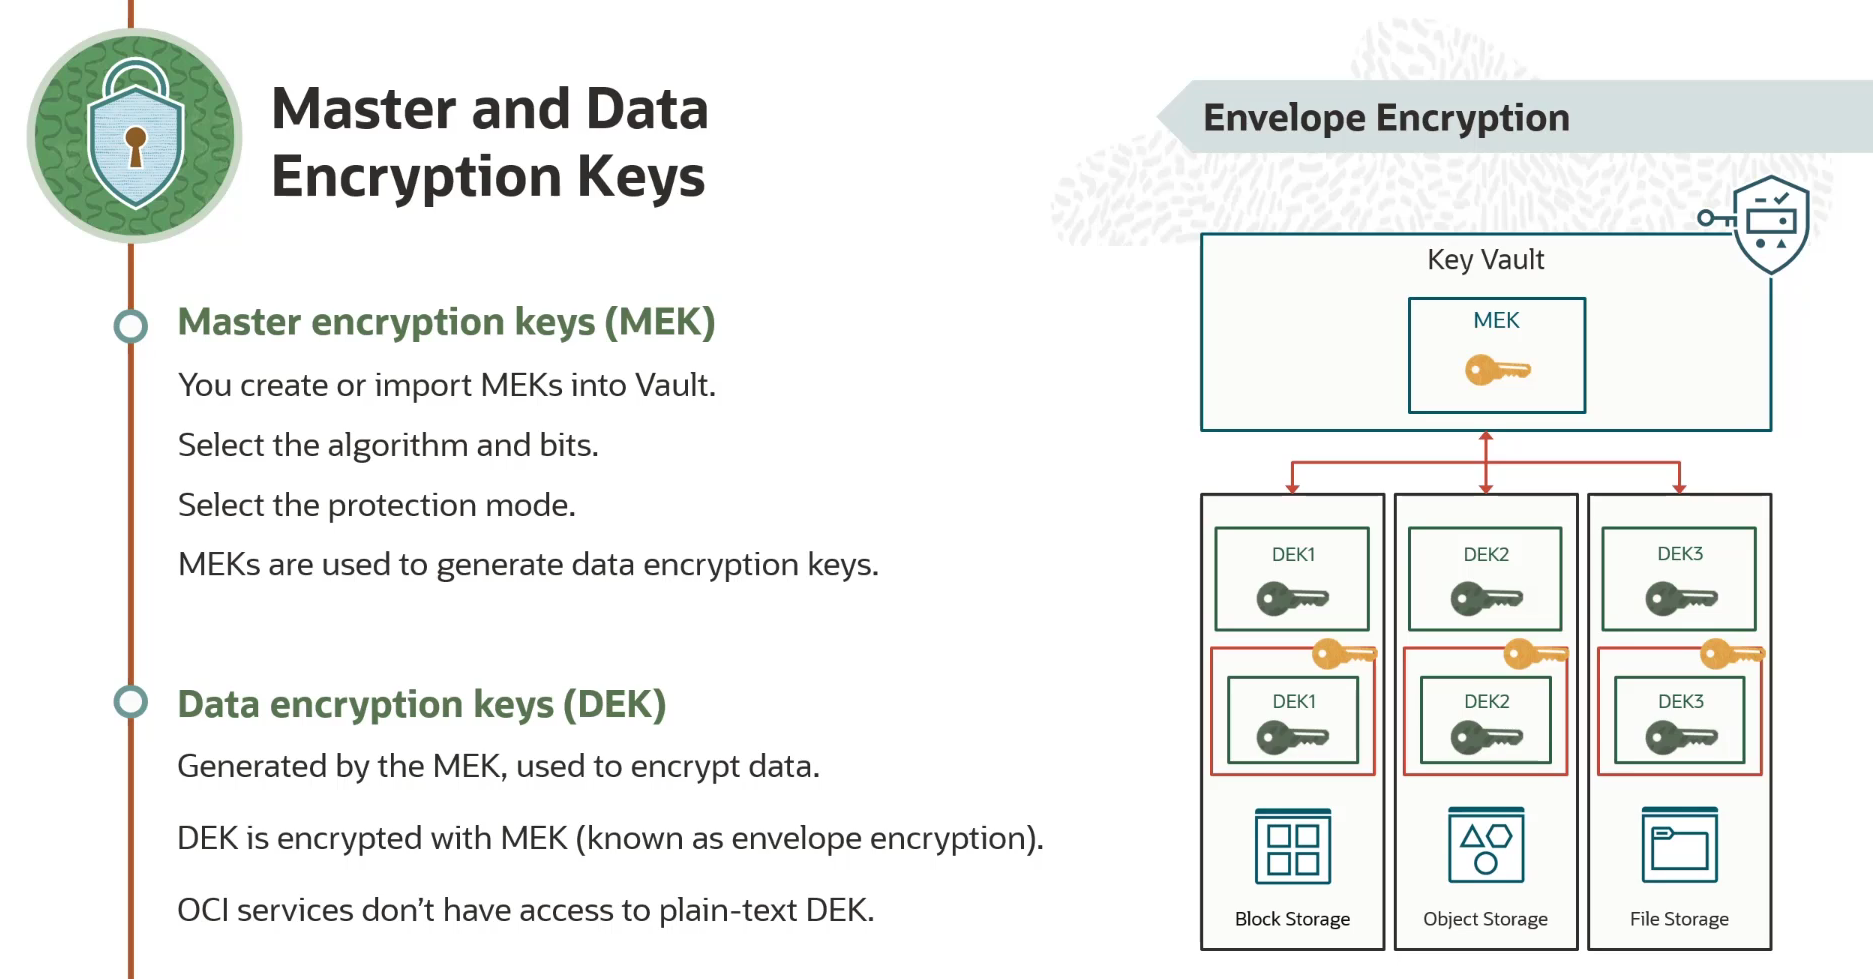 Master and Data
Encryption Keys
Master encryption keys (MEK)
You create or import MEKs into Vault.
Select the algorithm and bits.
Select the protection mode.
MEKs are used to generate data encryption keys.
Data encryption keys (DEK)
Generated by the MEK, used to encrypt data.
DEK is encrypted with MEK (known as envelope encryption).
OCI services don't have access to plain-text DEK.
Envelope Encryption
Key Vault
MEK
DEK1
DEK2
DEK3
DEK1
DEK2
DEK3
Block Storage
Object Storage
File Storage